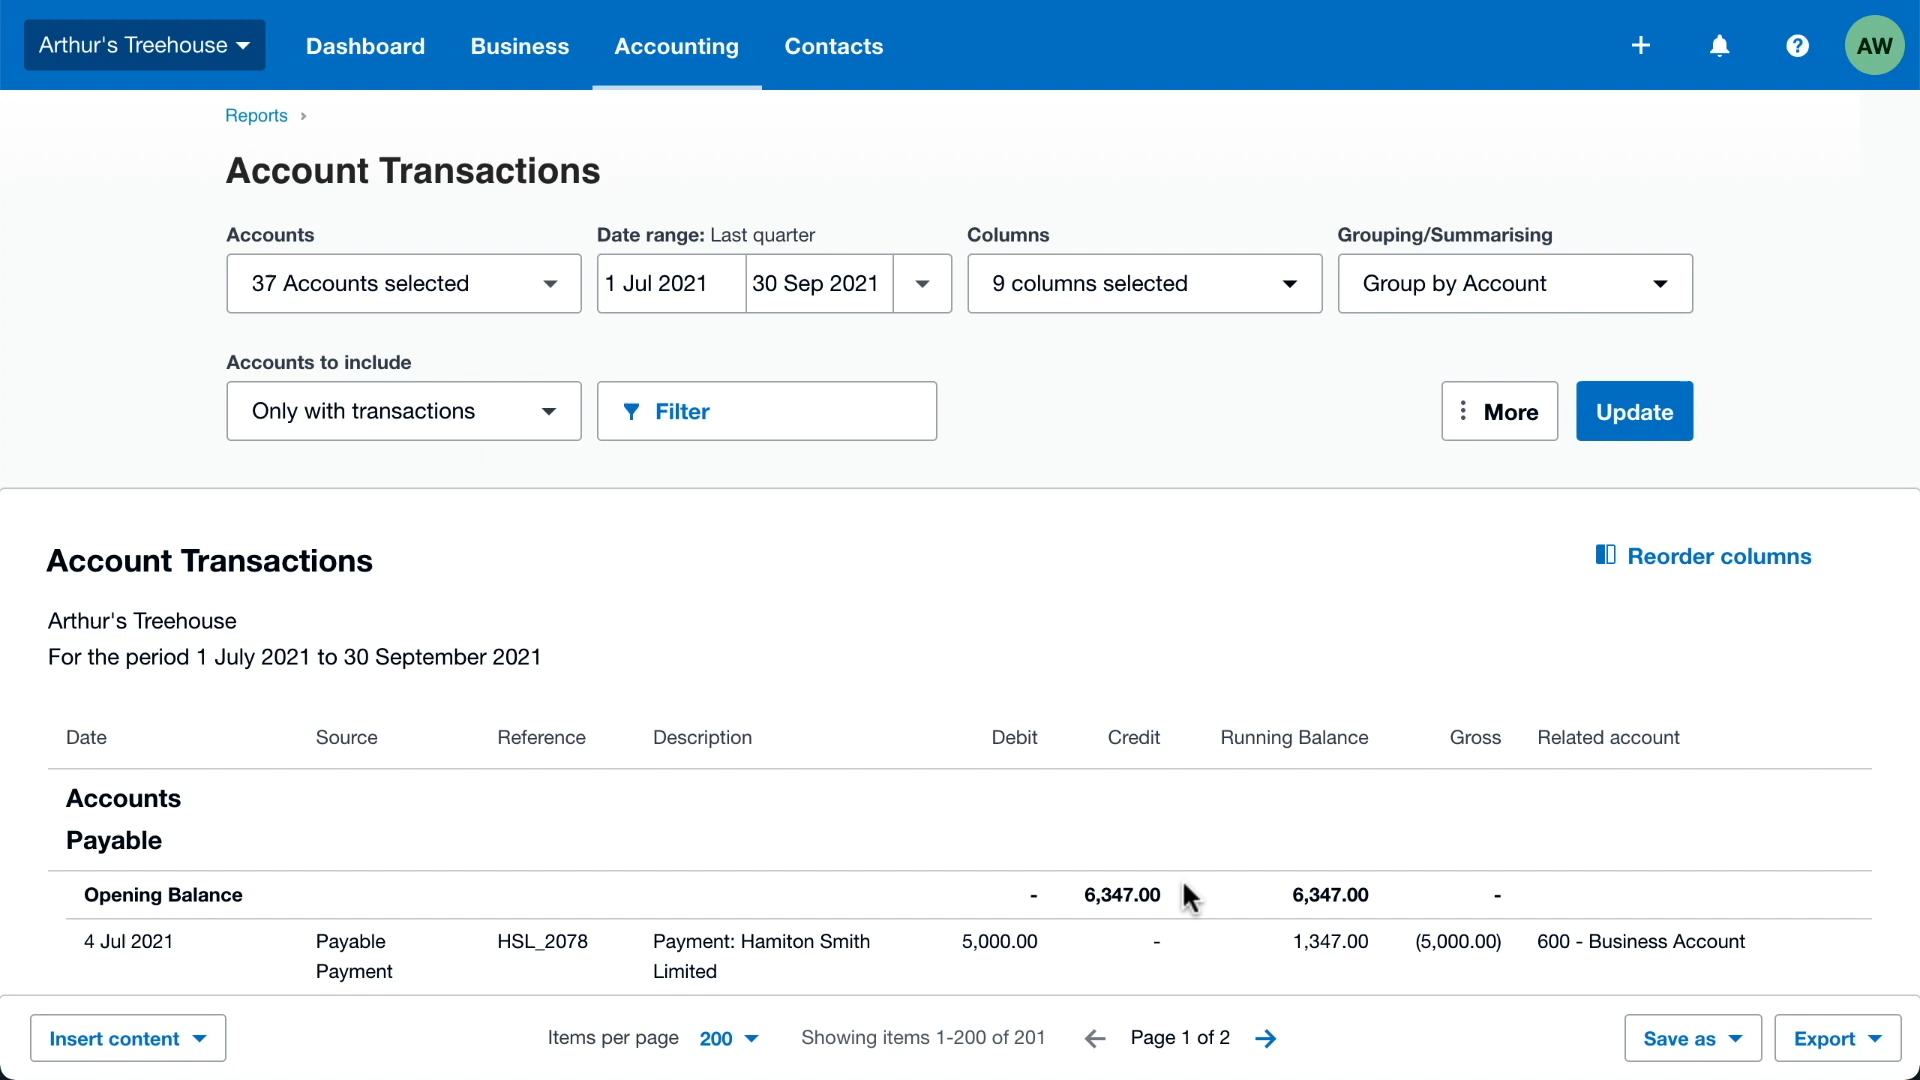 Arthur's Treehouse Dashboard Business Accounting Contacts ? AW
Reports
Account Transactions
Accounts Date range: Last quarter Columns Grouping/Summarising
37 Accounts selected 1 Jul 2021 30 Sep 2021 9 columns selected Group by Account
Accounts to include
Only with transactions Filter More Update
Account Transactions Reorder columns
Arthur's Treehouse
For the period 1 July 2021 to 30 September 2021
Date Source Reference Description Debit Credit Running Balance Gross Related account
Accounts
Payable
Opening Balance - 6,347.00 6,347.00 -
4 Jul 2021 Payable HSL_2078 Payment: Hamiton Smith 5,000.00 - 1,347.00 (5,000.00) 600 - Business Account
Payment Limited
Insert content Items per page 200 Showing items 1-200 of 201 Page 1 of 2 Save as Export